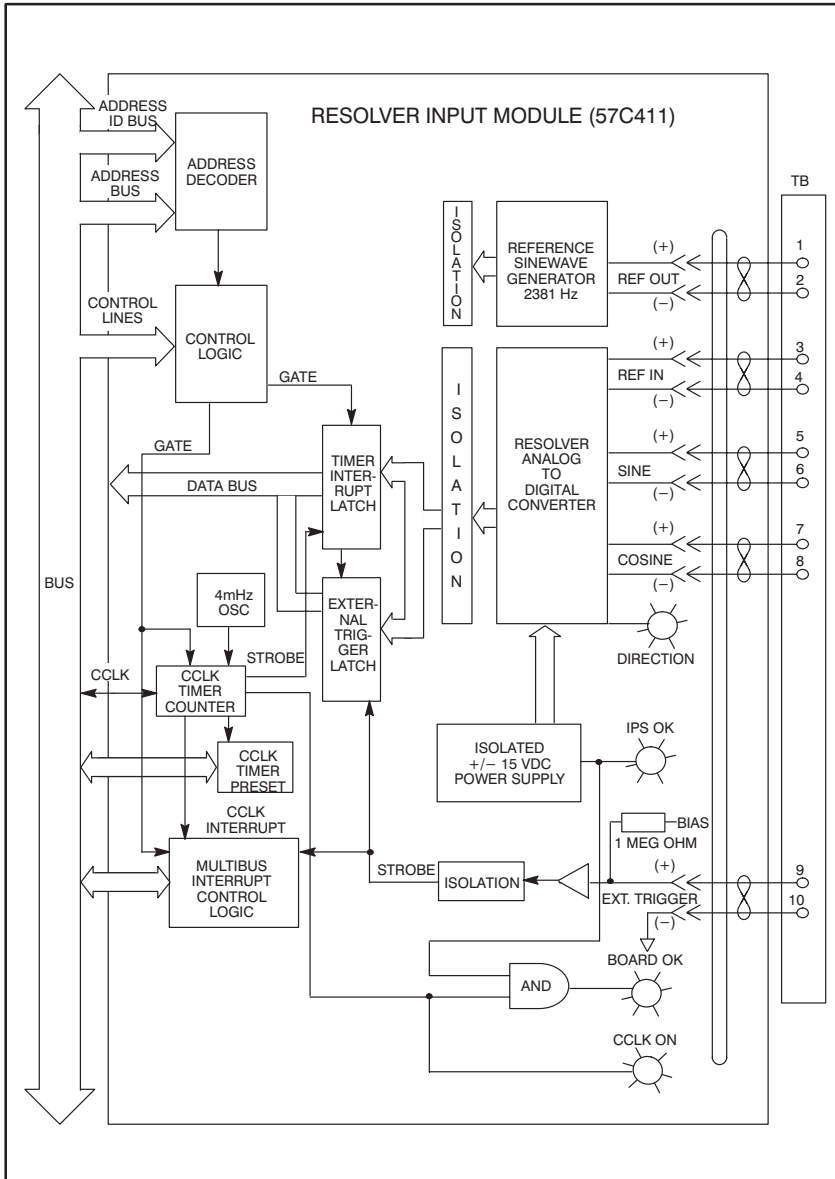 RESOLVER INPUT MODULE (57C411)
ADDRESS
ID BUS
ADDRESS
BUS
ADDRESS
DECODER
CONTROL
LINES
CONTROL
LOGIC
GATE
GATE
DATA BUS
TIMER
INTER-
RUPT
LATCH
EXTER-
NAL
TRIG-
GER
LATCH
BUS
4mHz
OSC
STROBE
CCLK
CCLK
TIMER
COUNTER
CCLK
TIMER
PRESET
CCLK
INTERRUPT
MULTIBUS
INTERRUPT
CONTROL
LOGIC
ISOLATION
REFERENCE
SINEWAVE
GENERATOR
2381 Hz
(+)
REF OUT
(−)
ISOLATION
RESOLVER
ANALOG
TO
DIGITAL
CONVERTER
(+)
REF IN
(−)
(+)
SINE
(−)
(+)
COSINE
(−)
DIRECTION
ISOLATED
+/− 15 VDC
POWER SUPPLY
IPS OK
BIAS
1 MEG OHM
STROBE
ISOLATION
(+)
EXT. TRIGGER
(−)
BOARD OK
AND
CCLK ON
TB
1
2
3
4
5
6
7
8
9
10